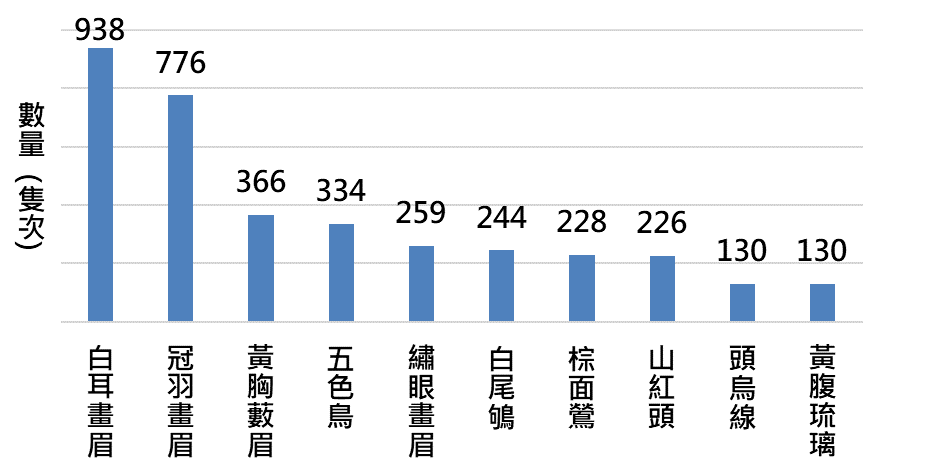 938
776
366
334
259
244
228
226
130
130
數量（隻次）
白耳畫眉
冠羽畫眉
黃胸藪眉
五色鳥
繡眼畫眉
白尾鴝
棕面鶯
山紅頭
頭烏線
黃腹琉璃